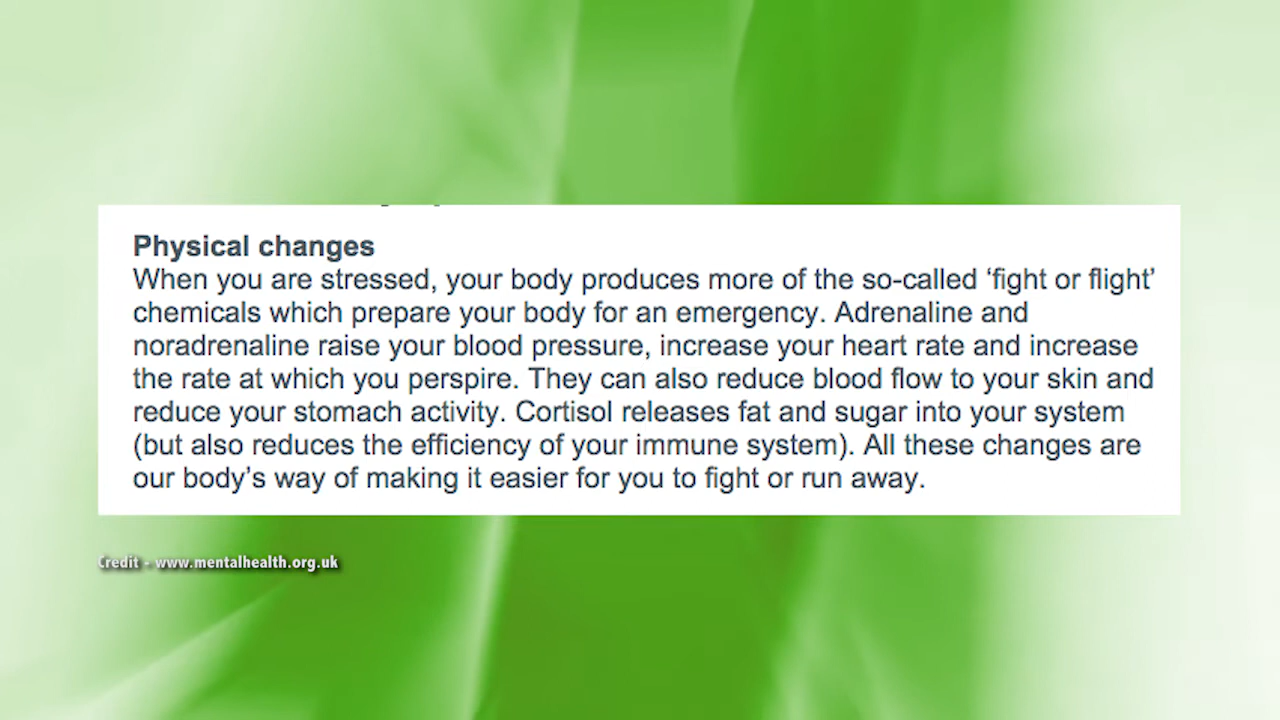 Physical changes
When you are stressed, your body produces more of the so-called ‘fight or flight’
chemicals which prepare your body for an emergency. Adrenaline and
noradrenaline raise your blood pressure, increase your heart rate and increase
the rate at which you perspire. They can also reduce blood flow to your skin and
reduce your stomach activity. Cortisol releases fat and sugar into your system
(but also reduces the efficiency of your immune system). All these changes are
our body’s way of making it easier for you to fight or run away.
Credit - www.mentalhealth.org.uk